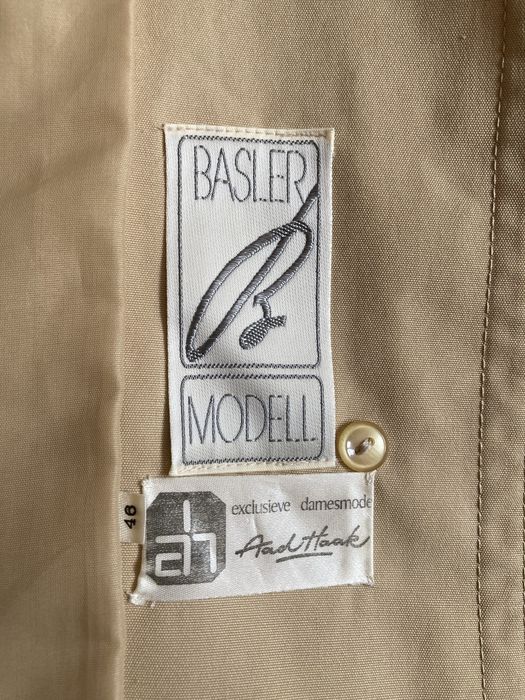 BASLER
B
MODELL
46
ah
exclusieve damesmode
Aad Haak